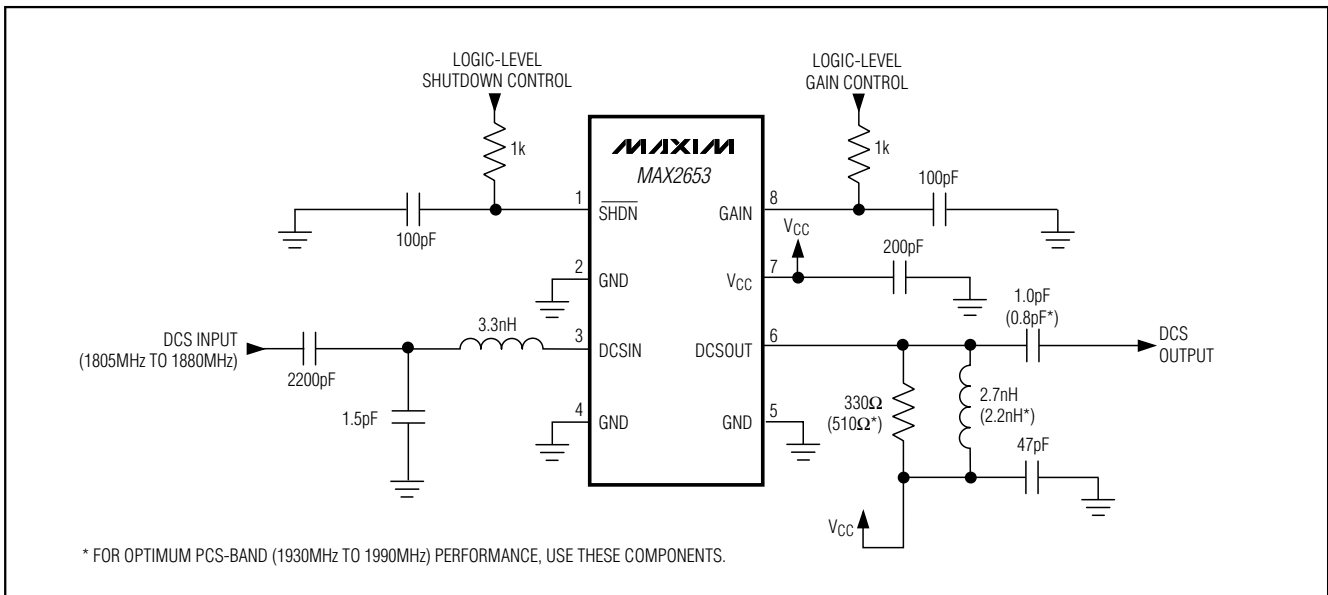 LOGIC-LEVEL
SHUTDOWN CONTROL
LOGIC-LEVEL
GAIN CONTROL
1k
MAXIM
MAX2653
1k
100pF
1
SHDN
GAIN
8
100pF
VCC
200pF
2
GND
VCC
7
1.0pF
(0.8pF*)
DCS INPUT
(1805MHz TO 1880MHz)
2200pF
3.3nH
3
DCSIN
DCSOUT
6
DCS
OUTPUT
1.5pF
4
GND
GND
5
330Ω
(510Ω*)
2.7nH
(2.2nH*)
47pF
VCC
* FOR OPTIMUM PCS-BAND (1930MHz TO 1990MHz) PERFORMANCE, USE THESE COMPONENTS.